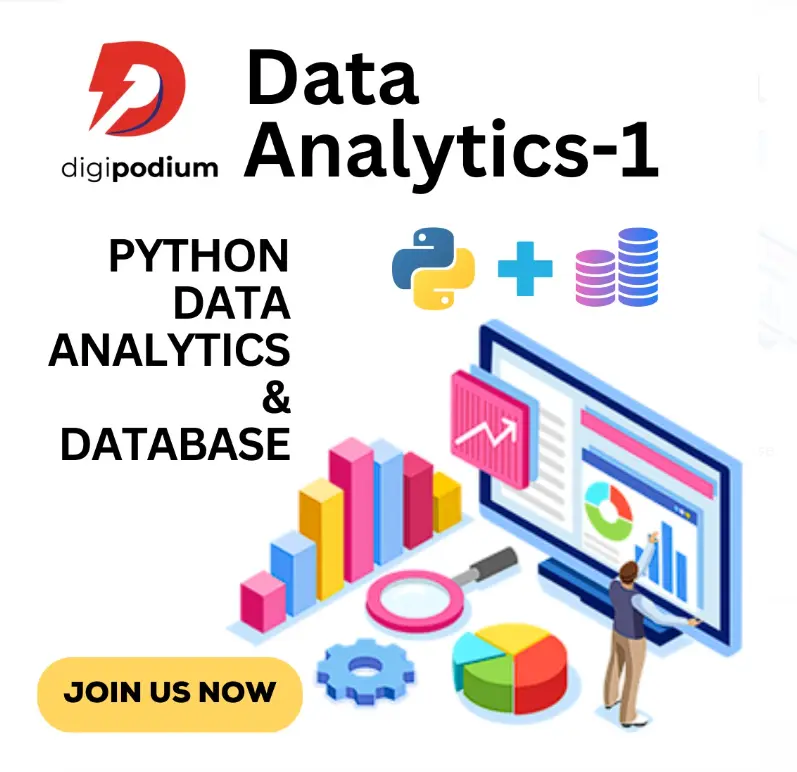 digipodium
Data
Analytics-1
PYTHON
DATA
ANALYTICS
&
DATABASE
JOIN US NOW